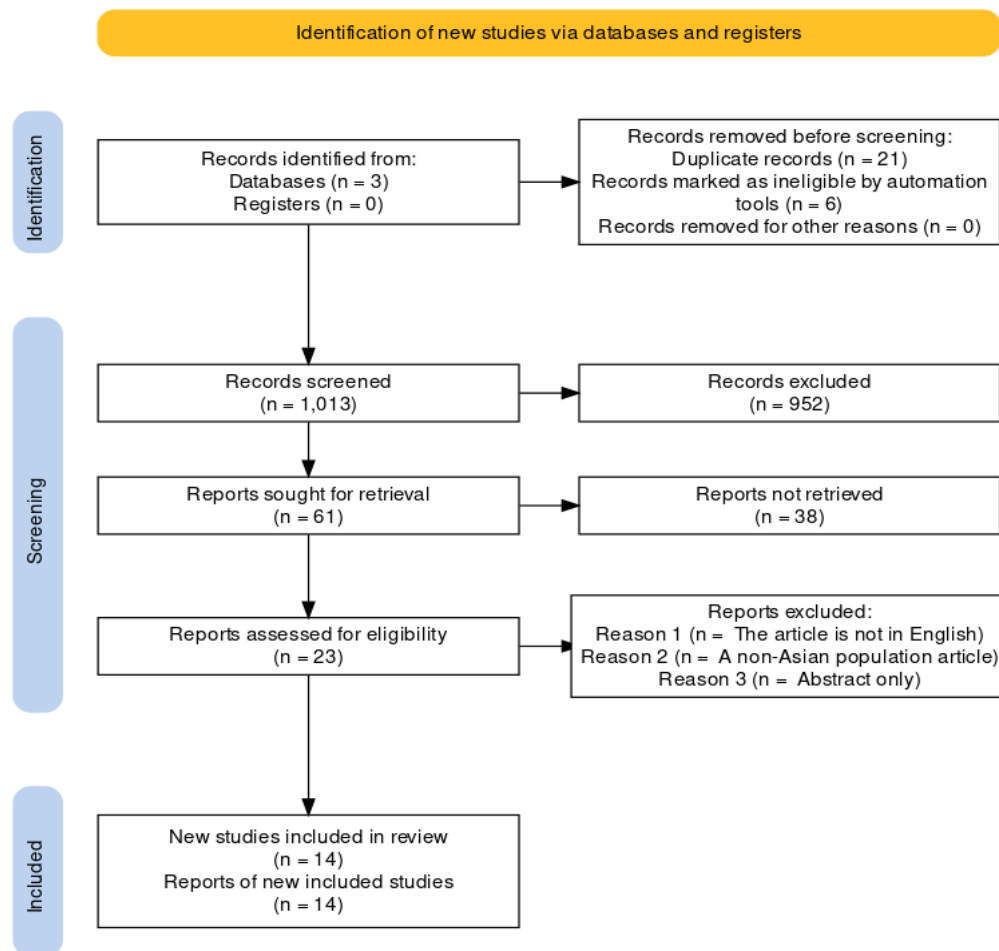 Identification of new studies via databases and registers
Identification
Records identified from:
Databases (n = 3)
Registers (n = 0)
Records removed before screening:
Duplicate records (n = 21)
Records marked as ineligible by automation
tools (n = 6)
Records removed for other reasons (n = 0)
Screening
Records screened
(n = 1,013)
Records excluded
(n = 952)
Reports sought for retrieval
(n = 61)
Reports not retrieved
(n = 38)
Reports assessed for eligibility
(n = 23)
Reports excluded:
Reason 1 (n = The article is not in English)
Reason 2 (n = A non-Asian population article)
Reason 3 (n = Abstract only)
Included
New studies included in review
(n = 14)
Reports of new included studies
(n = 14)